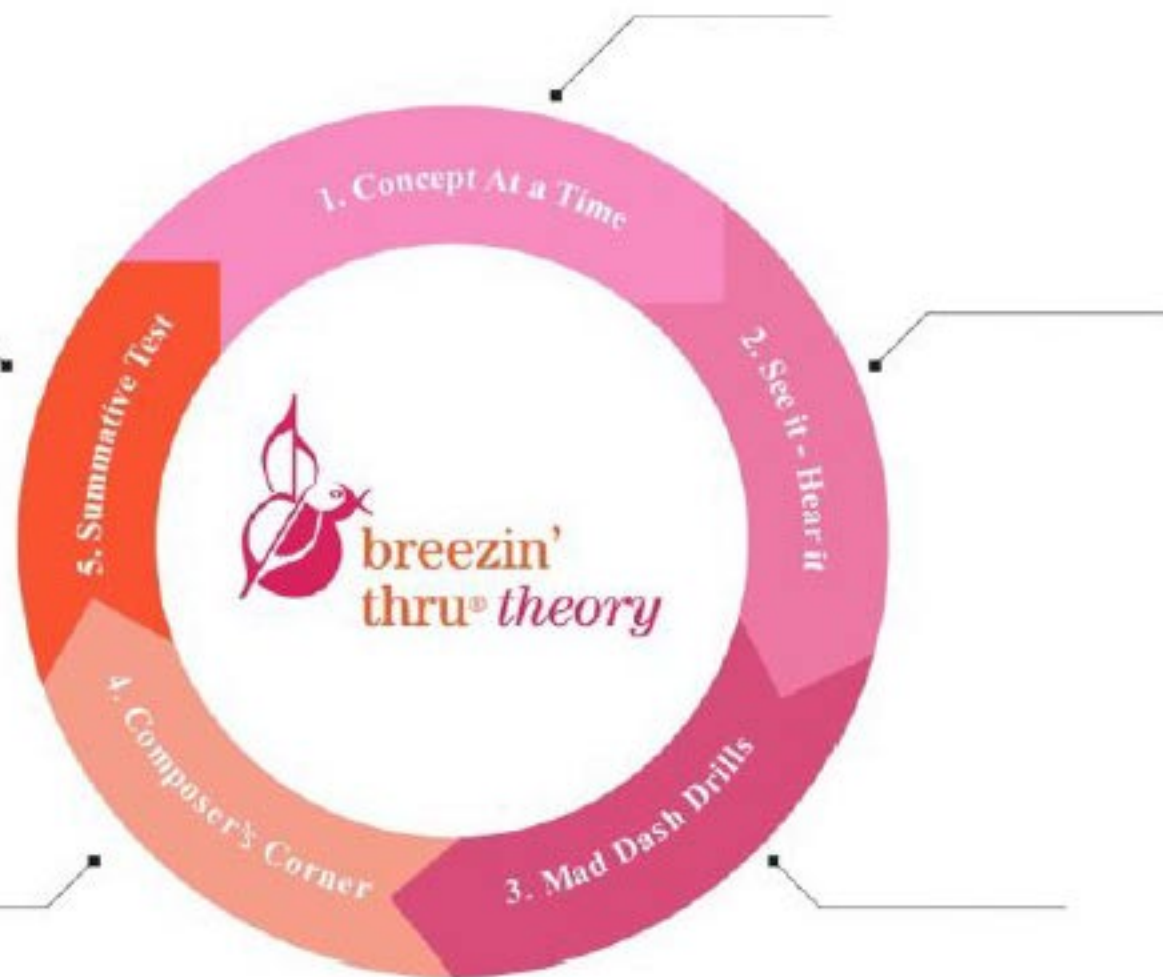 1. Concept At a Time
2. See it - Hear it
3. Mad Dash Drills
4. Composer's Corner
5. Summative Test
breezin'
thru® theory